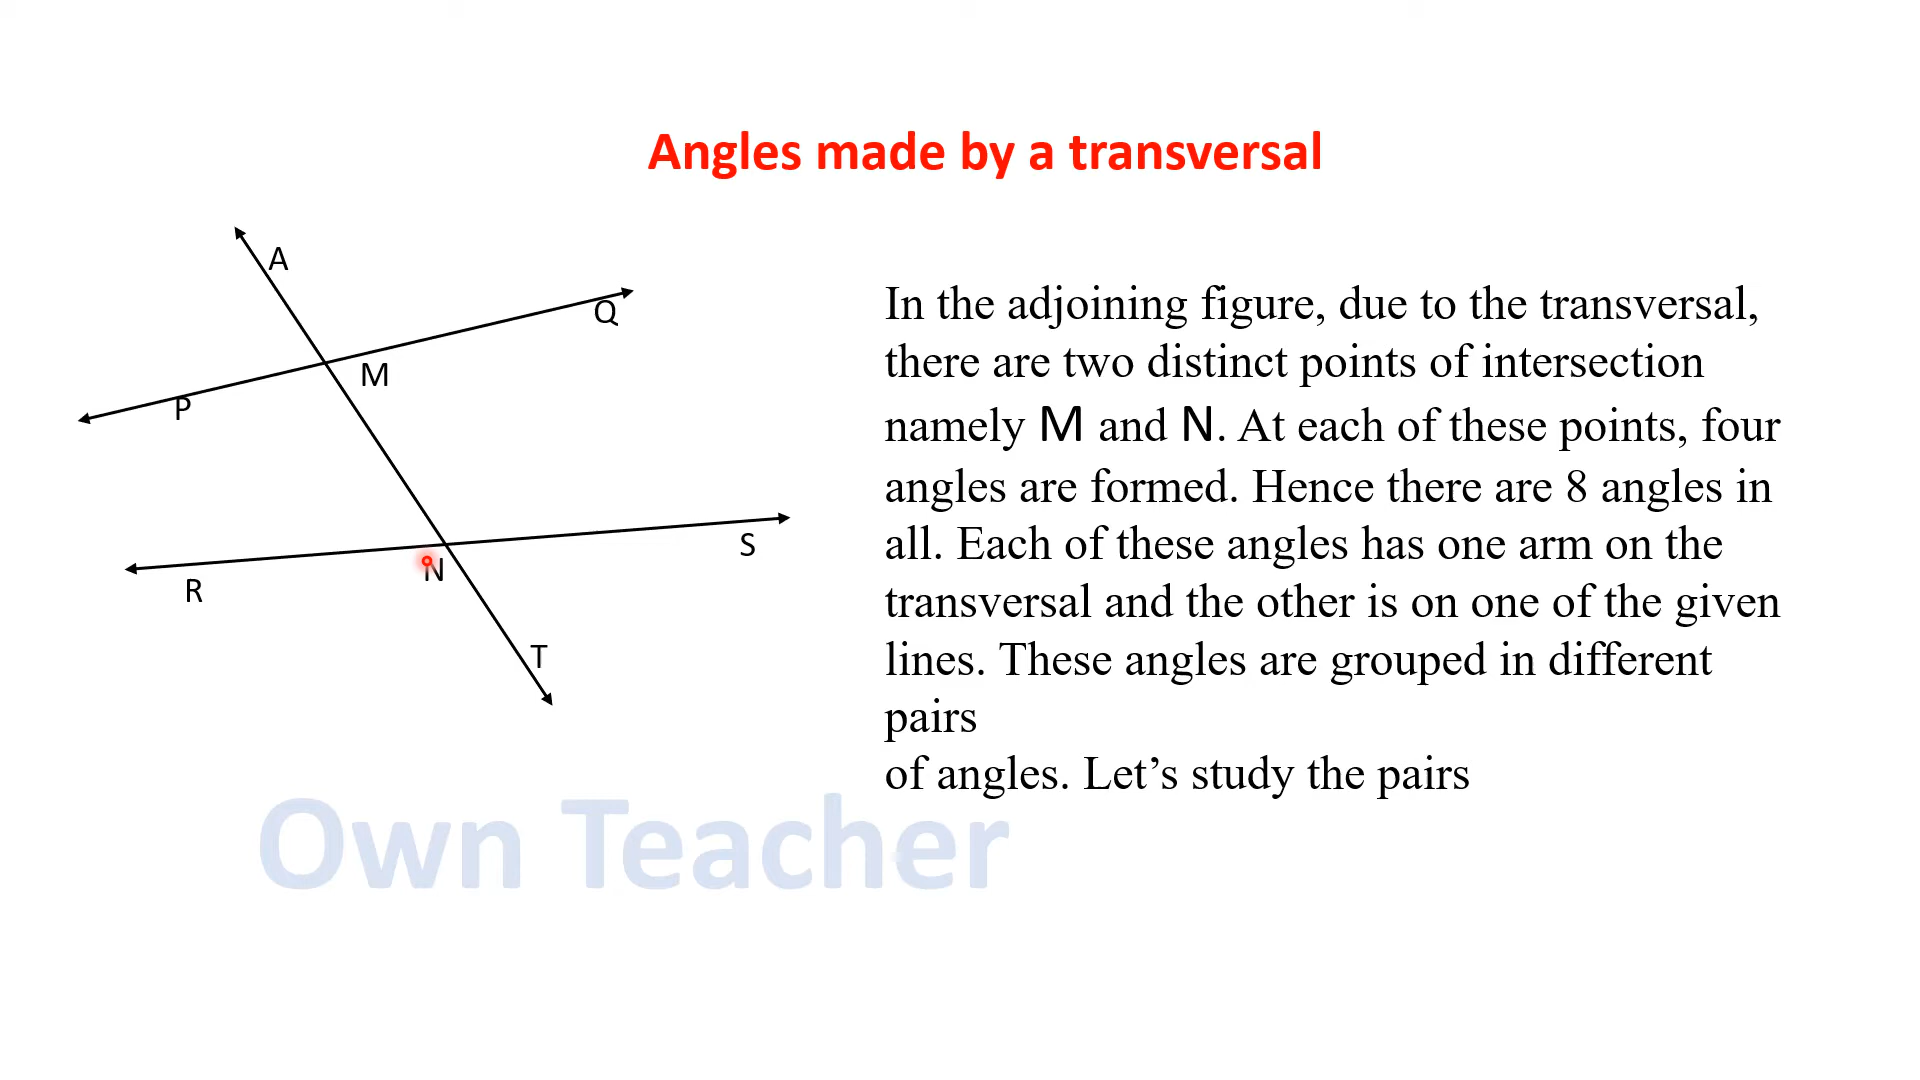 Angles made by a transversal
A
Q
M
P
S
N
R
T
In the adjoining figure, due to the transversal,
there are two distinct points of intersection
namely M and N. At each of these points, four
angles are formed. Hence there are 8 angles in
all. Each of these angles has one arm on the
transversal and the other is on one of the given
lines. These angles are grouped in different
pairs
of angles. Let’s study the pairs
Own Teacher